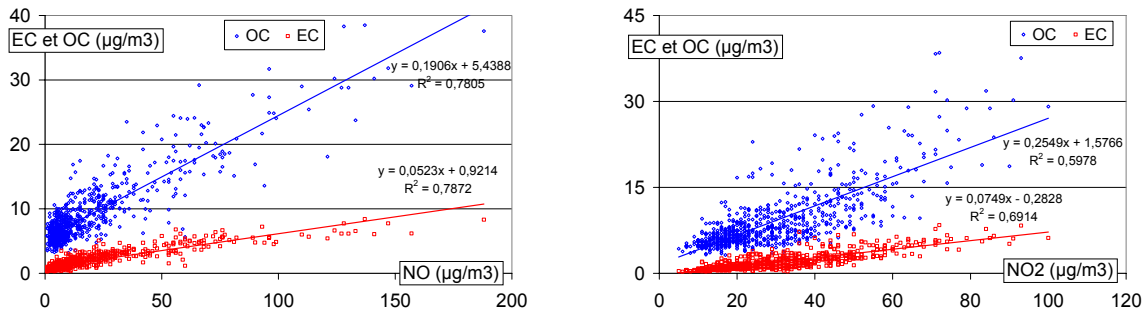 40
30
20
10
0
EC et OC (µg/m3)
OC EC
y = 0,1906x + 5,4388
R² = 0,7805
y = 0,0523x + 0,9214
R² = 0,7872
NO (µg/m3)
0 50 100 150 200
45
30
15
0
EC et OC (µg/m3)
OC EC
y = 0,2549x + 1,5766
R² = 0,5978
y = 0,0749x - 0,2828
R² = 0,6914
NO2 (µg/m3)
0 20 40 60 80 100 120